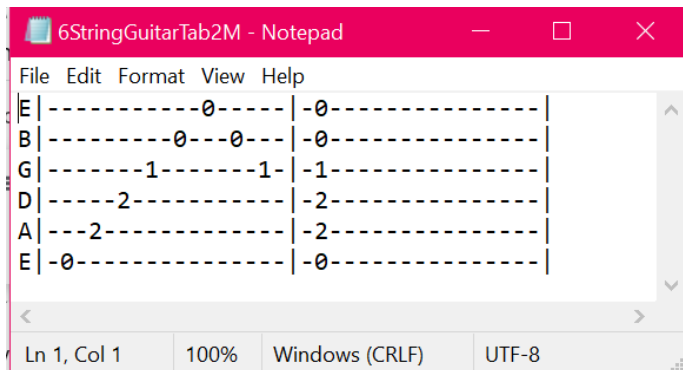 6StringGuitarTab2M - Notepad
File Edit Format View Help
E|-----------0-----|-0---------------|
B|---------0---0---|-0---------------|
G|-------1-------1-|-1---------------|
D|-----2-----------|-2---------------|
A|---2-------------|-2---------------|
E|-0---------------|-0---------------|
Ln 1, Col 1 100% Windows (CRLF) UTF-8